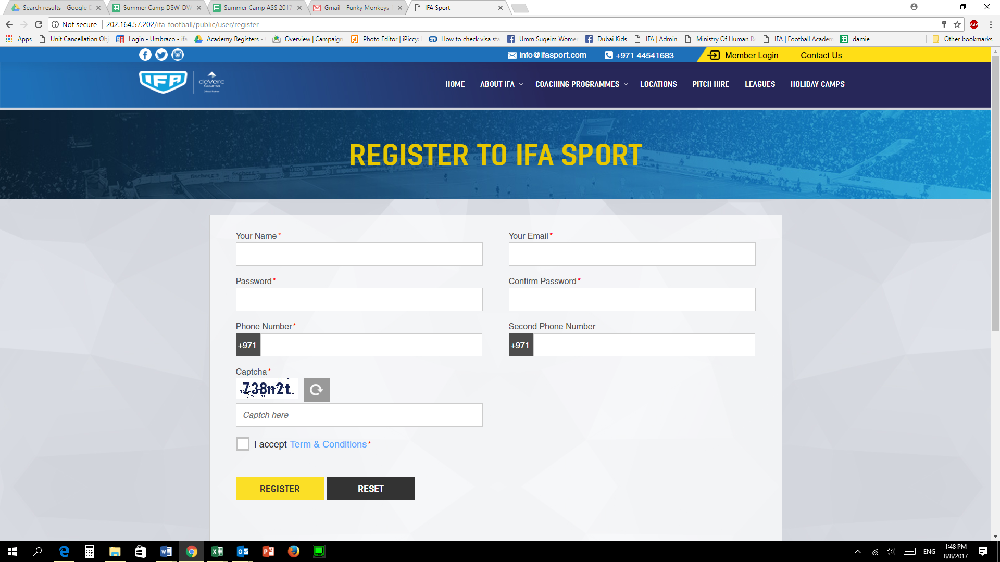 Search results - Google D
Summer Camp DSW-DW
Summer Camp ASS 2017
Gmail - Funky Monkeys
IFA Sport
Not secure 202.164.57.202/ifa_football/public/user/register
ABP
Apps Unit Cancellation Obj Login - Umbraco - ifa Academy Registers - Overview | Campaign Photo Editor | iPiccy: How to check visa sta Umm Suqeim Wome Dubai Kids IFA | Admin Ministry Of Human R IFA | Football Academ damie Other bookmarks
info@ifasport.com +971 44541683 Member Login Contact Us
IFA deVere Acuma Official Partner
HOME ABOUT IFA COACHING PROGRAMMES LOCATIONS PITCH HIRE LEAGUES HOLIDAY CAMPS
REGISTER TO IFA SPORT
Your Name*
Your Email*
Password*
Confirm Password*
Phone Number*
Second Phone Number
+971
+971
Captcha*
738n2t
Captch here
I accept Term & Conditions*
REGISTER RESET
ENG
1:48 PM
8/8/2017